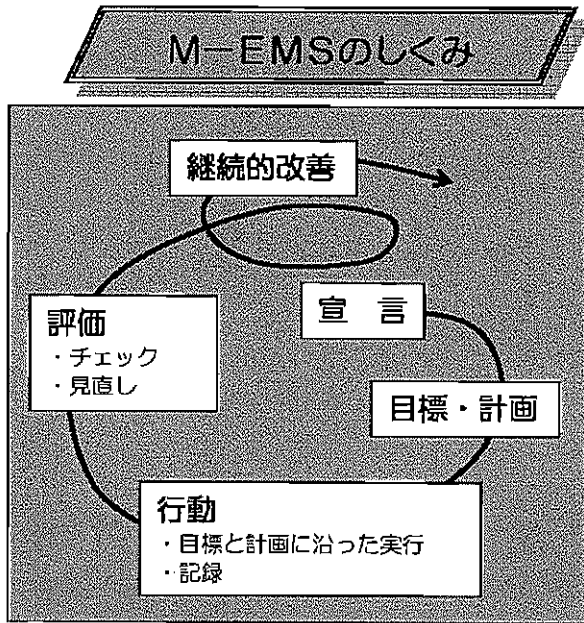 M－EMSのしくみ
継続的改善
宣　言
評価
・チェック
・見直し
目標・計画
行動
・目標と計画に沿った実行
・記録